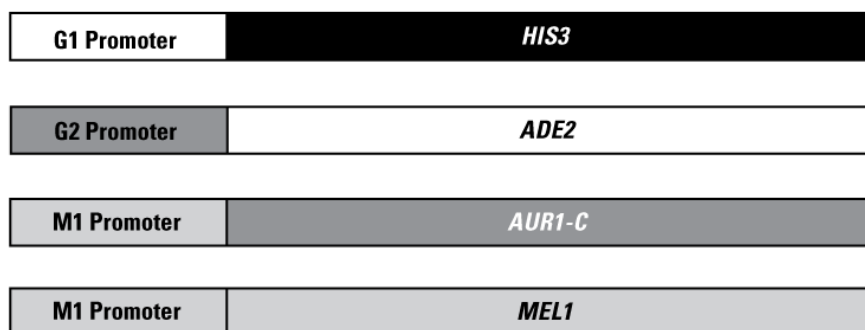 G1 Promoter HIS3
G2 Promoter ADE2
M1 Promoter AUR1-C
M1 Promoter MEL1